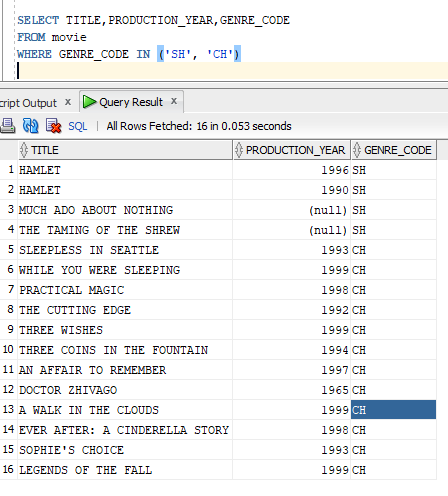 SELECT TITLE,PRODUCTION_YEAR,GENRE_CODE
FROM movie
WHERE GENRE_CODE IN ('SH', 'CH')
cript Output x Query Result x
SQL | All Rows Fetched: 16 in 0.053 seconds
TITLE PRODUCTION_YEAR GENRE_CODE
1 HAMLET 1996 SH
2 HAMLET 1990 SH
3 MUCH ADO ABOUT NOTHING (null) SH
4 THE TAMING OF THE SHREW (null) SH
5 SLEEPLESS IN SEATTLE 1993 CH
6 WHILE YOU WERE SLEEPING 1999 CH
7 PRACTICAL MAGIC 1998 CH
8 THE CUTTING EDGE 1992 CH
9 THREE WISHES 1999 CH
10 THREE COINS IN THE FOUNTAIN 1994 CH
11 AN AFFAIR TO REMEMBER 1997 CH
12 DOCTOR ZHIVAGO 1965 CH
13 A WALK IN THE CLOUDS 1999 CH
14 EVER AFTER: A CINDERELLA STORY 1998 CH
15 SOPHIE'S CHOICE 1993 CH
16 LEGENDS OF THE FALL 1999 CH